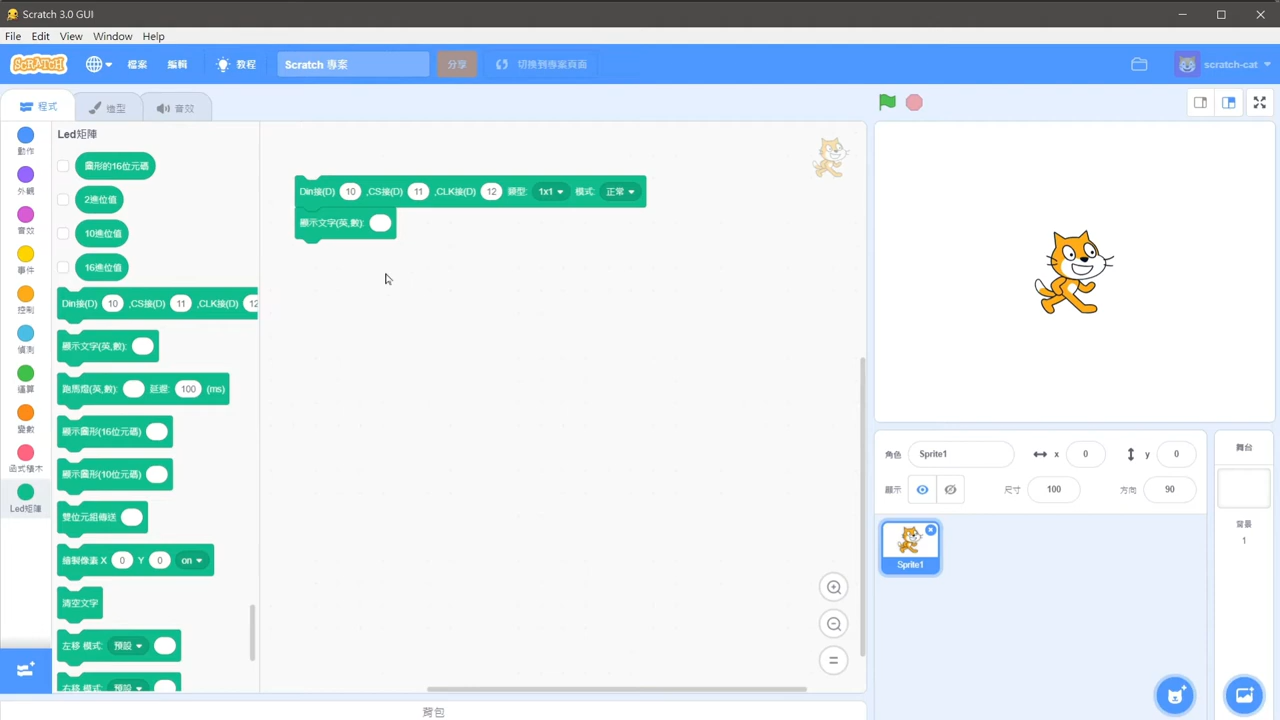 Scratch 3.0 GUI
File Edit View Window Help
SCRATCH 檔案 編輯 教程 Scratch 專案 分享 切換到專案頁面 scratch-cat
程式 造型 音效
動作
外觀
音效
事件
控制
偵測
運算
變數
函式積木
Led矩陣
Led矩陣
圖形的16位元碼
2進位值
10進位值
16進位值
Din接(D) 10 ,CS接(D) 11 ,CLK接(D) 12
顯示文字(英,數):
跑馬燈(英,數): 延遲: 100 (ms)
顯示圖形(16位元碼)
顯示圖形(10位元碼)
雙位元組傳送
繪製像素 X 0 Y 0 on
清空文字
左移 模式: 預設
右移 模式: 預設
Din接(D) 10 ,CS接(D) 11 ,CLK接(D) 12 類型: 1x1 模式: 正常
顯示文字(英,數):
背包
角色 Sprite1 x 0 y 0
顯示 尺寸 100 方向 90
Sprite1
舞台
背景
1